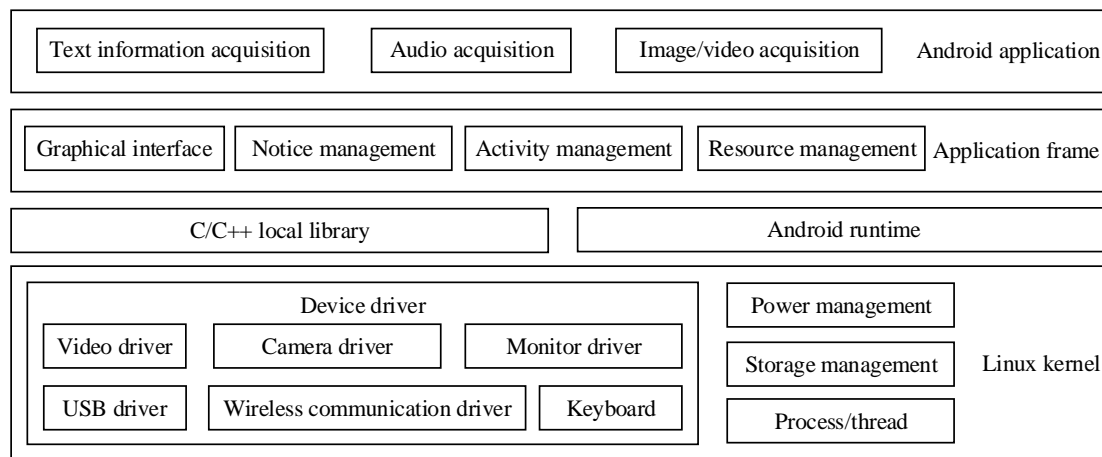 Text information acquisition
Audio acquisition
Image/video acquisition
Android application
Graphical interface
Notice management
Activity management
Resource management
Application frame
C/C++ local library
Android runtime
Device driver
Video driver
Camera driver
Monitor driver
USB driver
Wireless communication driver
Keyboard
Power management
Storage management
Process/thread
Linux kernel